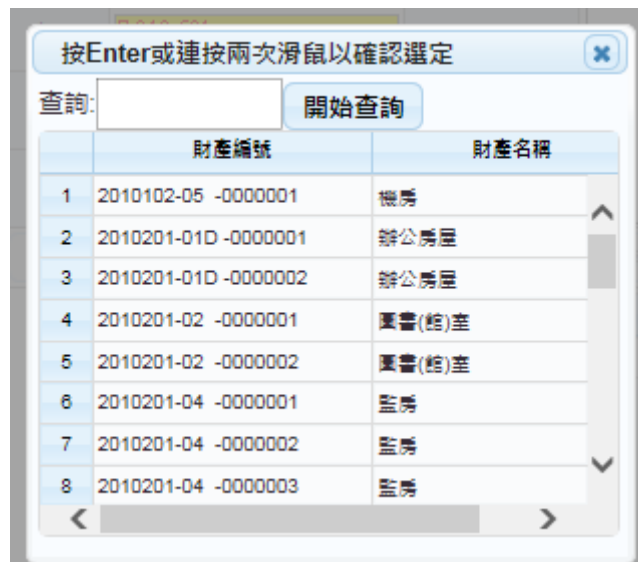 按Enter或連按兩次滑鼠以確認選定
查詢: 開始查詢
財產編號 財產名稱
1 2010102-05 -0000001 機房
2 2010201-01D -0000001 辦公房屋
3 2010201-01D -0000002 辦公房屋
4 2010201-02 -0000001 圖書(館)室
5 2010201-02 -0000002 圖書(館)室
6 2010201-04 -0000001 監房
7 2010201-04 -0000002 監房
8 2010201-04 -0000003 監房